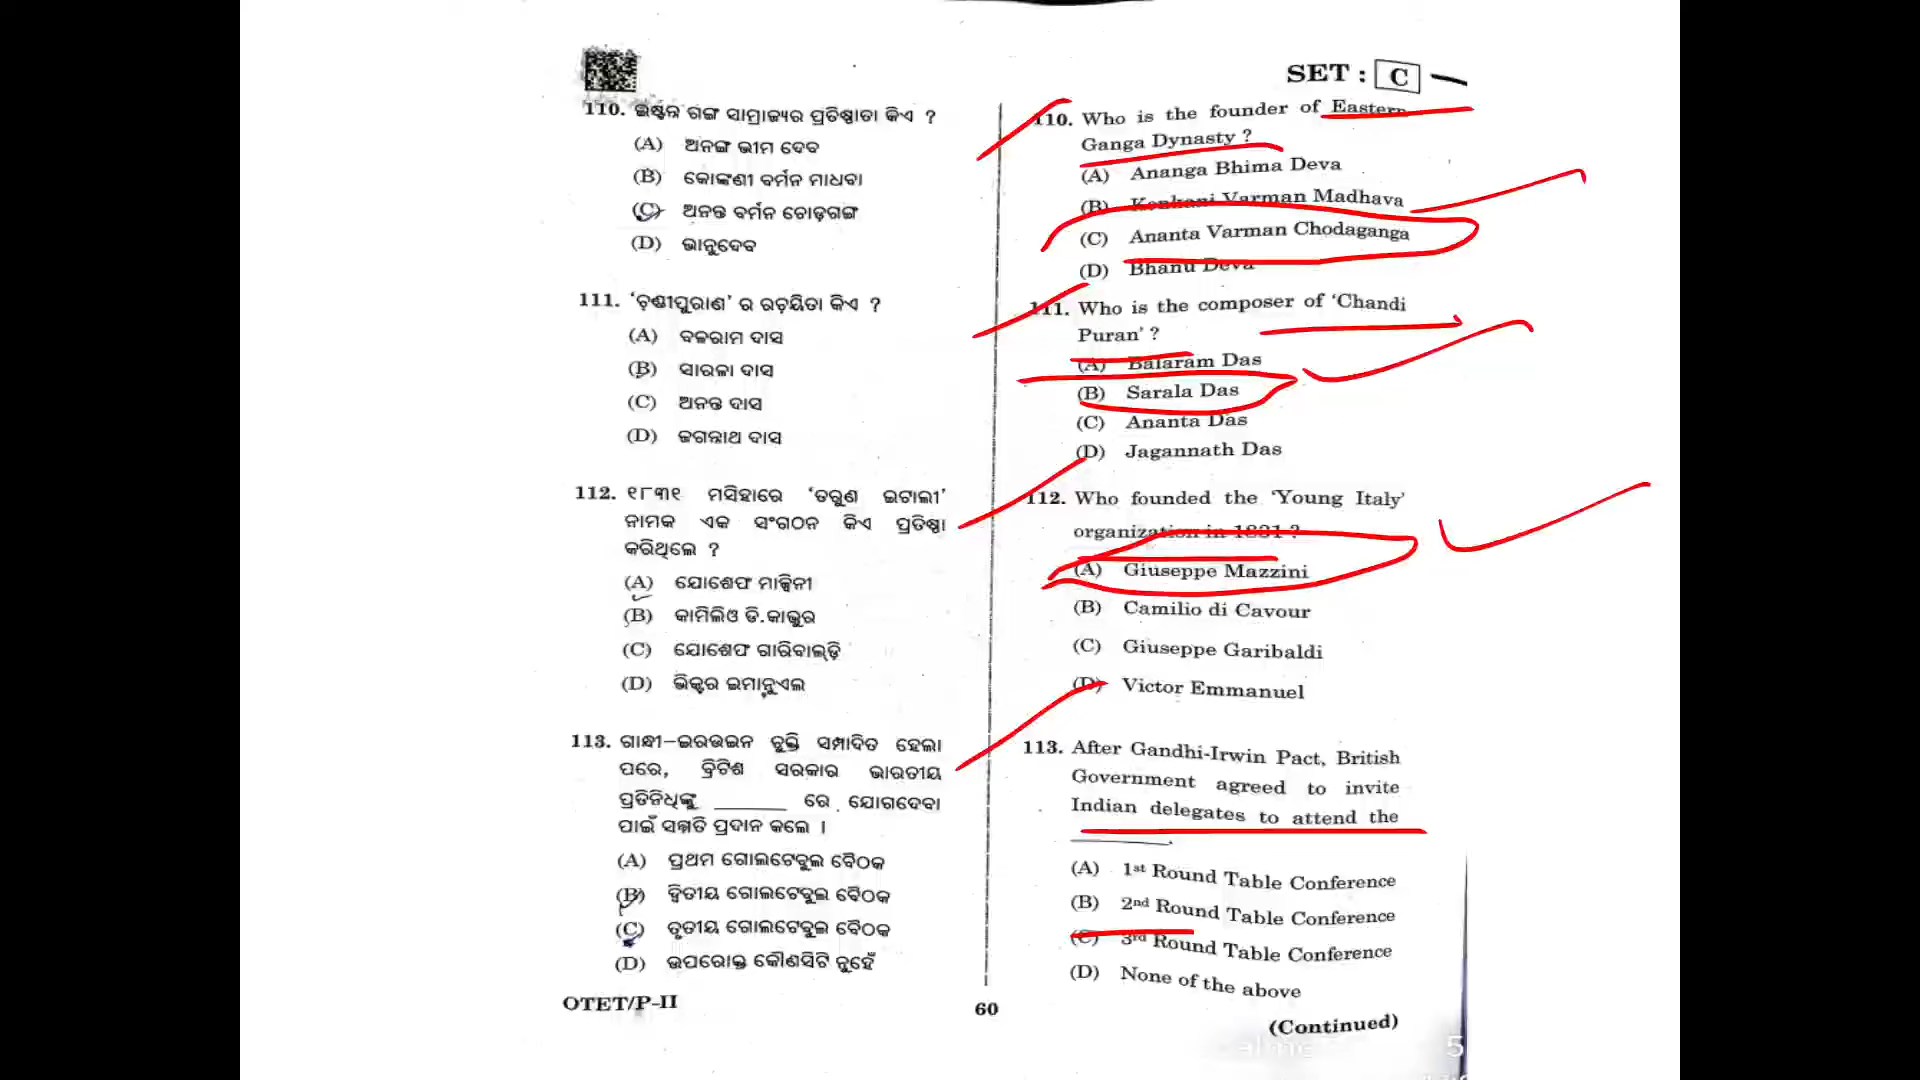 SET : C
110. ଇଷ୍ଟର୍ନ ଗଙ୍ଗ ସାମ୍ରାଜ୍ୟର ପ୍ରତିଷ୍ଠାତା କିଏ ?
(A) ଅନଙ୍ଗ ଭୀମ ଦେବ
(B) କୋଙ୍କଣୀ ବର୍ମନ ମାଧବା
(C) ଅନନ୍ତ ବର୍ମନ ଚୋଡ଼ଗଙ୍ଗ
(D) ଭାନୁଦେବ
111. ‘ଚଣ୍ଡୀପୁରାଣ’ ର ରଚୟିତା କିଏ ?
(A) ବଳରାମ ଦାସ
(B) ସାରଳା ଦାସ
(C) ଅନନ୍ତ ଦାସ
(D) ଜଗନ୍ନାଥ ଦାସ
112. ୧୮୩୧ ମସିହାରେ ‘ତରୁଣ ଇଟାଲୀ’
ନାମକ ଏକ ସଂଗଠନ କିଏ ପ୍ରତିଷ୍ଠା
କରିଥିଲେ ?
(A) ଯୋଶେଫ ମାଜ୍ଜିନୀ
(B) କାମିଲିଓ ଡି.କାଭୁର
(C) ଯୋଶେଫ ଗାରିବାଲ୍‌ଡ଼ି
(D) ଭିକ୍ଟର ଇମାନୁଏଲ
113. ଗାନ୍ଧୀ–ଇରଉଇନ ଚୁକ୍ତି ସମ୍ପାଦିତ ହେଲା
ପରେ, ବ୍ରିଟିଶ ସରକାର ଭାରତୀୟ
ପ୍ରତିନିଧିଙ୍କୁ ________ ରେ ଯୋଗଦେବା
ପାଇଁ ସମ୍ମତି ପ୍ରଦାନ କଲେ ।
(A) ପ୍ରଥମ ଗୋଲଟେବୁଲ ବୈଠକ
(B) ଦ୍ଵିତୀୟ ଗୋଲଟେବୁଲ ବୈଠକ
(C) ତୃତୀୟ ଗୋଲଟେବୁଲ ବୈଠକ
(D) ଉପରୋକ୍ତ କୌଣସିଟି ନୁହେଁ
110. Who is the founder of Eastern
Ganga Dynasty ?
(A) Ananga Bhima Deva
(B) Konkani Varman Madhava
(C) Ananta Varman Chodaganga
(D) Bhanu Deva
111. Who is the composer of ‘Chandi
Puran’ ?
(A) Balaram Das
(B) Sarala Das
(C) Ananta Das
(D) Jagannath Das
112. Who founded the ‘Young Italy’
organization in 1831 ?
(A) Giuseppe Mazzini
(B) Camilio di Cavour
(C) Giuseppe Garibaldi
(D) Victor Emmanuel
113. After Gandhi-Irwin Pact, British
Government agreed to invite
Indian delegates to attend the
________.
(A) 1st Round Table Conference
(B) 2nd Round Table Conference
(C) 3rd Round Table Conference
(D) None of the above
OTET/P-II
60
(Continued)